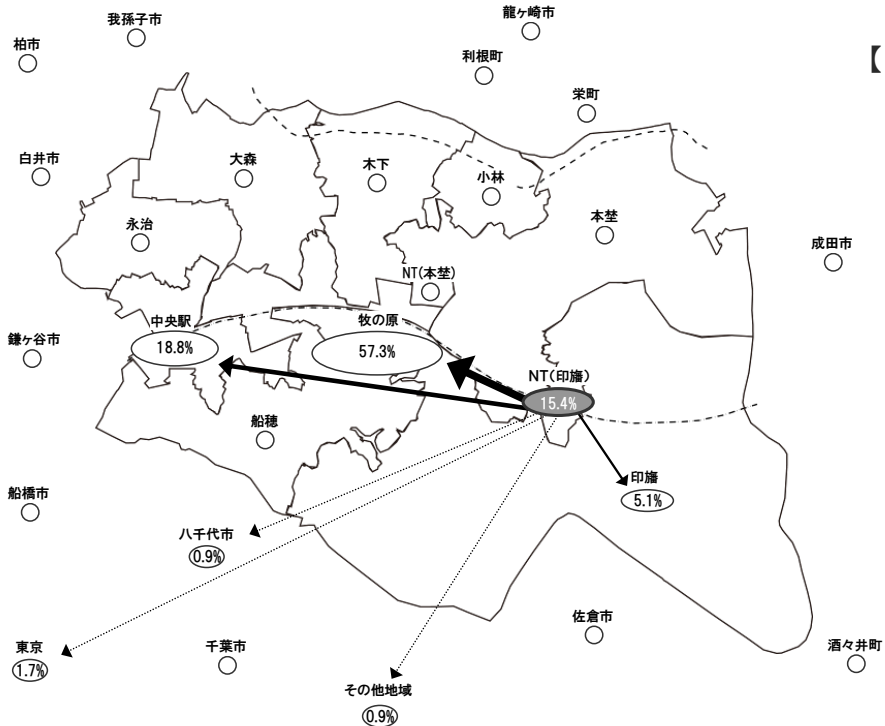 龍ヶ崎市
我孫子市
柏市
利根町
【
栄町
白井市
大森
木下
小林
永治
本埜
成田市
NT(本埜)
中央駅
牧の原
鎌ヶ谷市
18.8%
57.3%
NT(印旛)
15.4%
船穂
印旛
5.1%
船橋市
八千代市
0.9%
佐倉市
東京
千葉市
酒々井町
1.7%
その他地域
0.9%